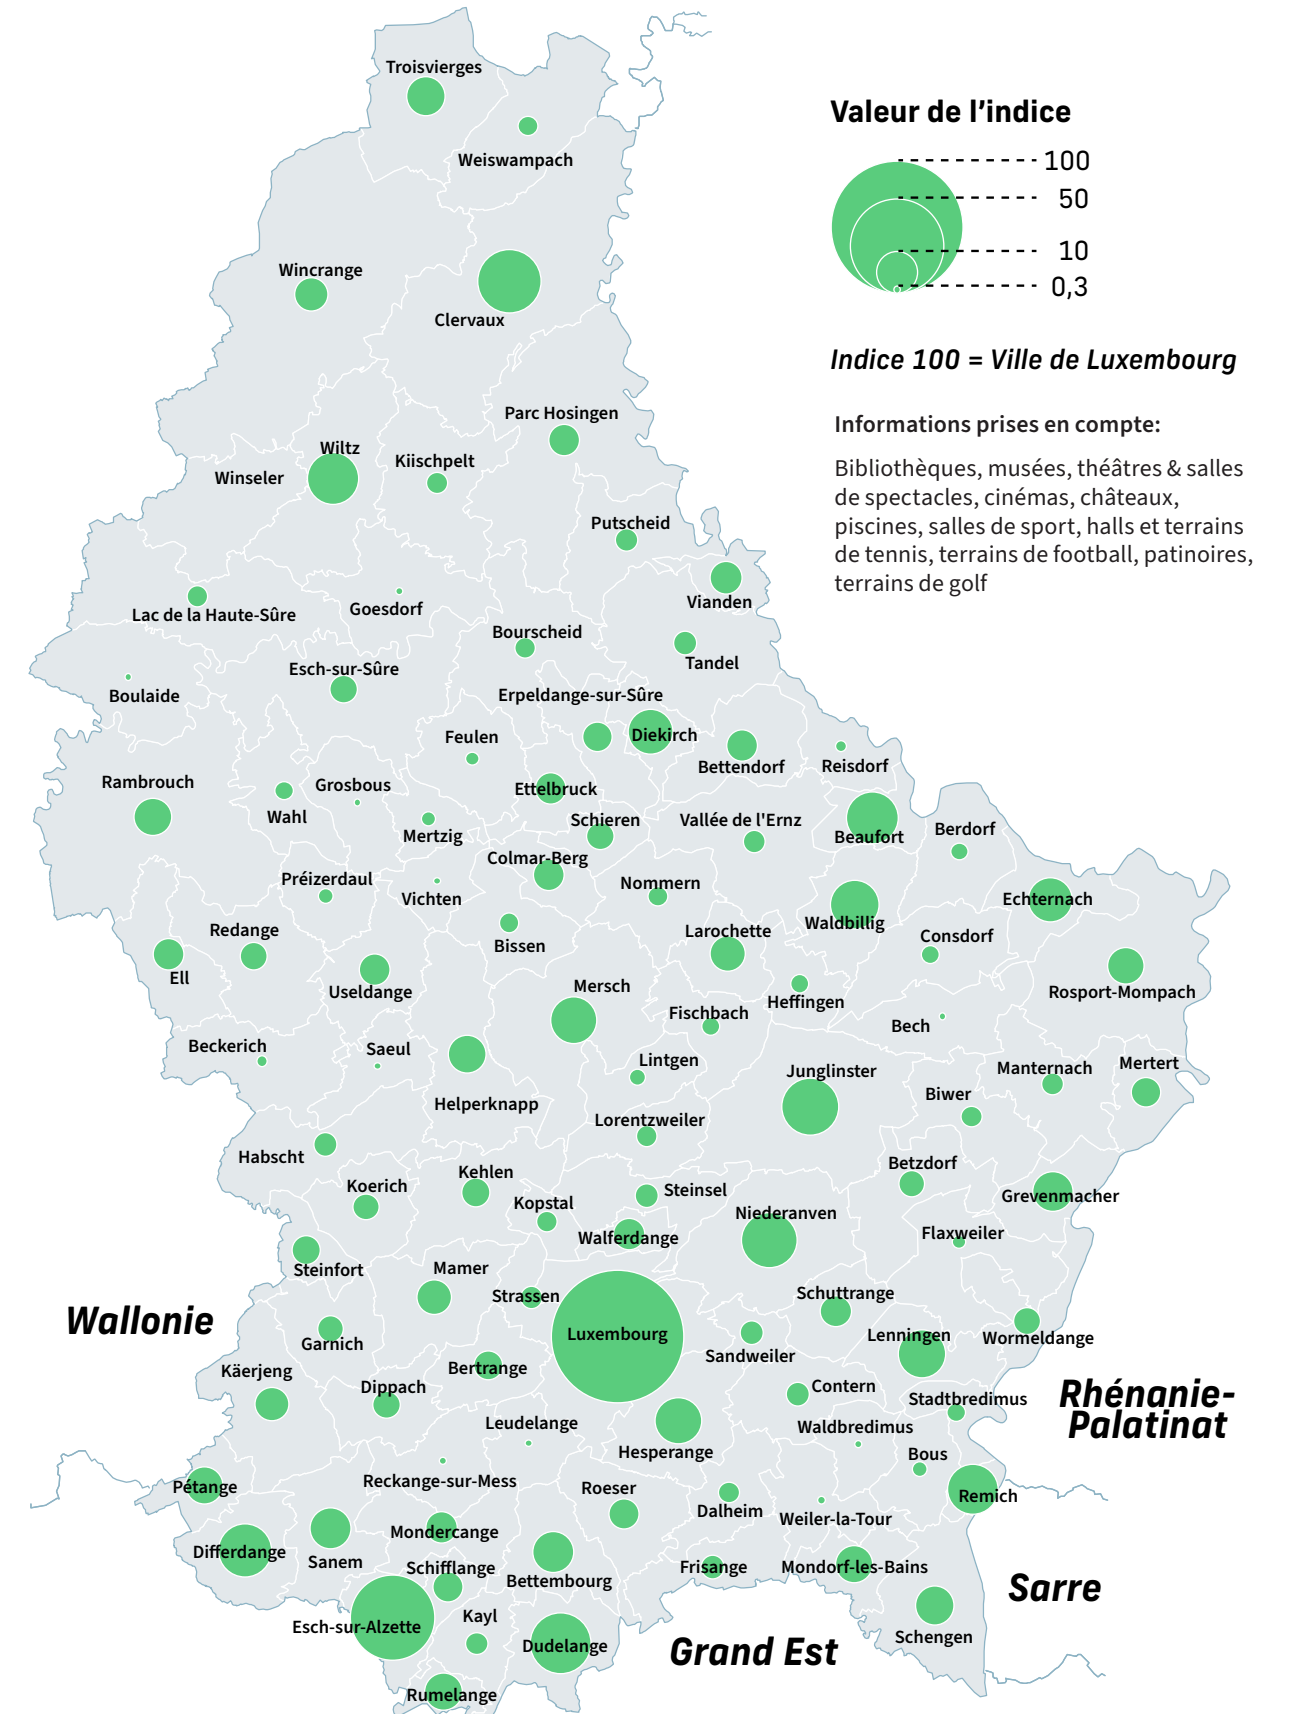 Troisvierges
Weiswampach
Valeur de l’indice
100
50
10
0,3
Wincrange
Clervaux
Indice 100 = Ville de Luxembourg
Parc Hosingen
Informations prises en compte:
Bibliothèques, musées, théâtres & salles
de spectacles, cinémas, châteaux,
piscines, salles de sport, halls et terrains
de tennis, terrains de football, patinoires,
terrains de golf
Wiltz
Kiischpelt
Winseler
Putscheid
Vianden
Lac de la Haute-Sûre
Goesdorf
Bourscheid
Tandel
Esch-sur-Sûre
Boulaide
Erpeldange-sur-Sûre
Diekirch
Feulen
Bettendorf
Reisdorf
Rambrouch
Grosbous
Ettelbruck
Wahl
Schieren
Vallée de l'Ernz
Mertzig
Beaufort
Berdorf
Colmar-Berg
Préizerdaul
Nommern
Vichten
Echternach
Redange
Waldbillig
Larochette
Consdorf
Bissen
Ell
Useldange
Mersch
Rosport-Mompach
Heffingen
Fischbach
Bech
Beckerich
Saeul
Lintgen
Junglinster
Manternach
Mertert
Biwer
Helperknapp
Lorentzweiler
Habscht
Betzdorf
Kehlen
Koerich
Steinsel
Grevenmacher
Kopstal
Niederanven
Walferdange
Flaxweiler
Steinfort
Mamer
Strassen
Schuttrange
Wallonie
Luxembourg
Lenningen
Wormeldange
Garnich
Sandweiler
Käerjeng
Bertrange
Dippach
Contern
Rhénanie-
Palatinat
Stadtbredimus
Leudelange
Waldbredimus
Hesperange
Bous
Pétange
Reckange-sur-Mess
Roeser
Remich
Dalheim
Weiler-la-Tour
Mondercange
Differdange
Sanem
Schifflange
Bettembourg
Frisange
Mondorf-les-Bains
Sarre
Esch-sur-Alzette
Kayl
Dudelange
Schengen
Grand Est
Rumelange